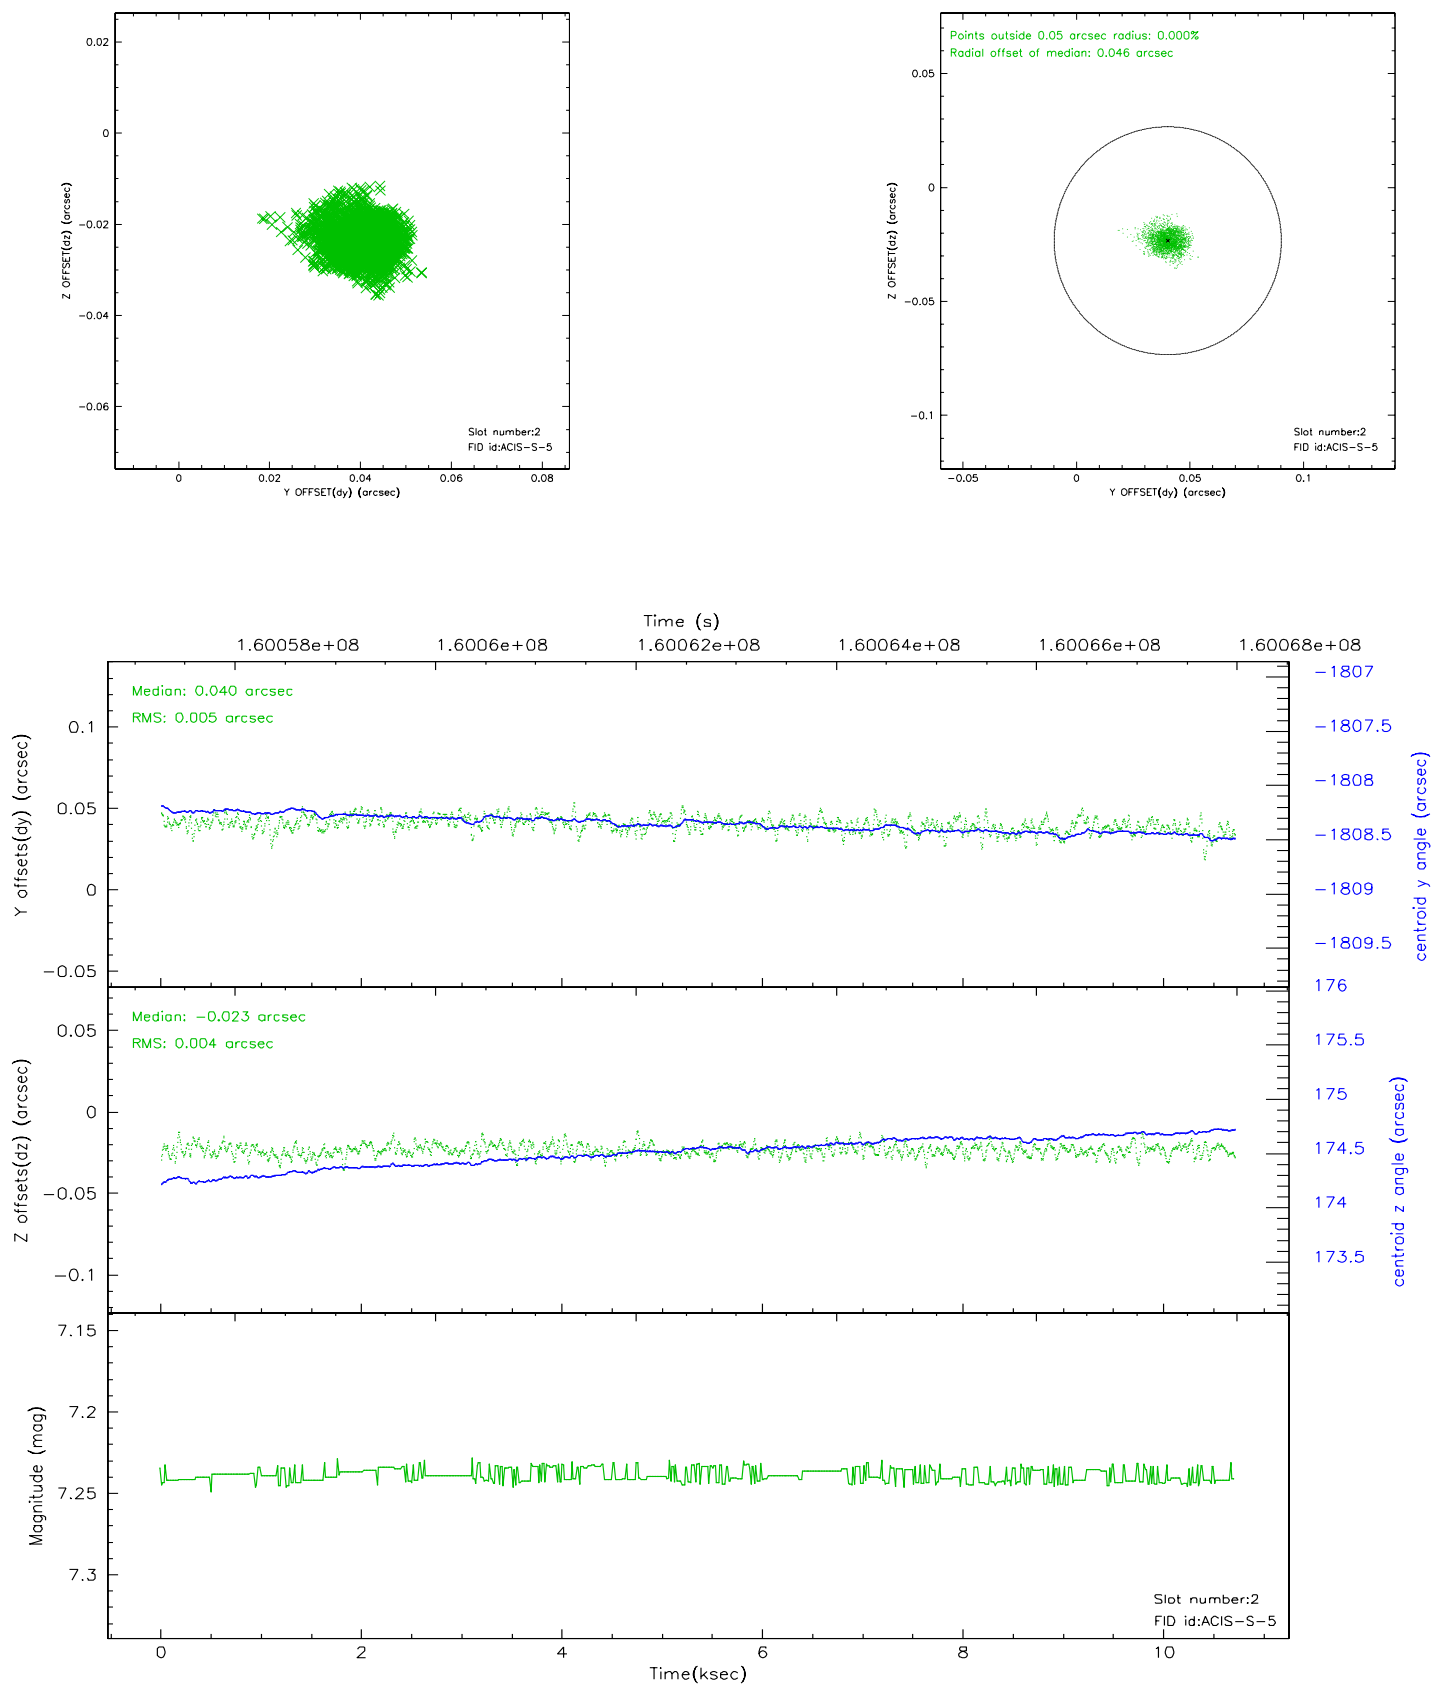 0.02
0
-0.02
-0.04
-0.06
Z OFFSET(dz) (arcsec)
Slot number:2
FID id:ACIS-S-5
0 0.02 0.04 0.06 0.08
Y OFFSET(dy) (arcsec)
Points outside 0.05 arcsec radius: 0.000%
Radial offset of median: 0.046 arcsec
0.05
0
-0.05
-0.1
Z OFFSET(dz) (arcsec)
Slot number:2
FID id:ACIS-S-5
-0.05 0 0.05 0.1
Y OFFSET(dy) (arcsec)
Time (s)
1.60058e+08 1.6006e+08 1.60062e+08 1.60064e+08 1.60066e+08 1.60068e+08
Median: 0.040 arcsec
RMS: 0.005 arcsec
0.1
0.05
0
-0.05
Y offsets(dy) (arcsec)
-1807
-1807.5
-1808
-1808.5
-1809
-1809.5
centroid y angle (arcsec)
Median: -0.023 arcsec
RMS: 0.004 arcsec
0.05
0
-0.05
-0.1
Z offsets(dz) (arcsec)
176
175.5
175
174.5
174
173.5
centroid z angle (arcsec)
7.15
7.2
7.25
7.3
Magnitude (mag)
Slot number:2
FID id:ACIS-S-5
0 2 4 6 8 10
Time(ksec)